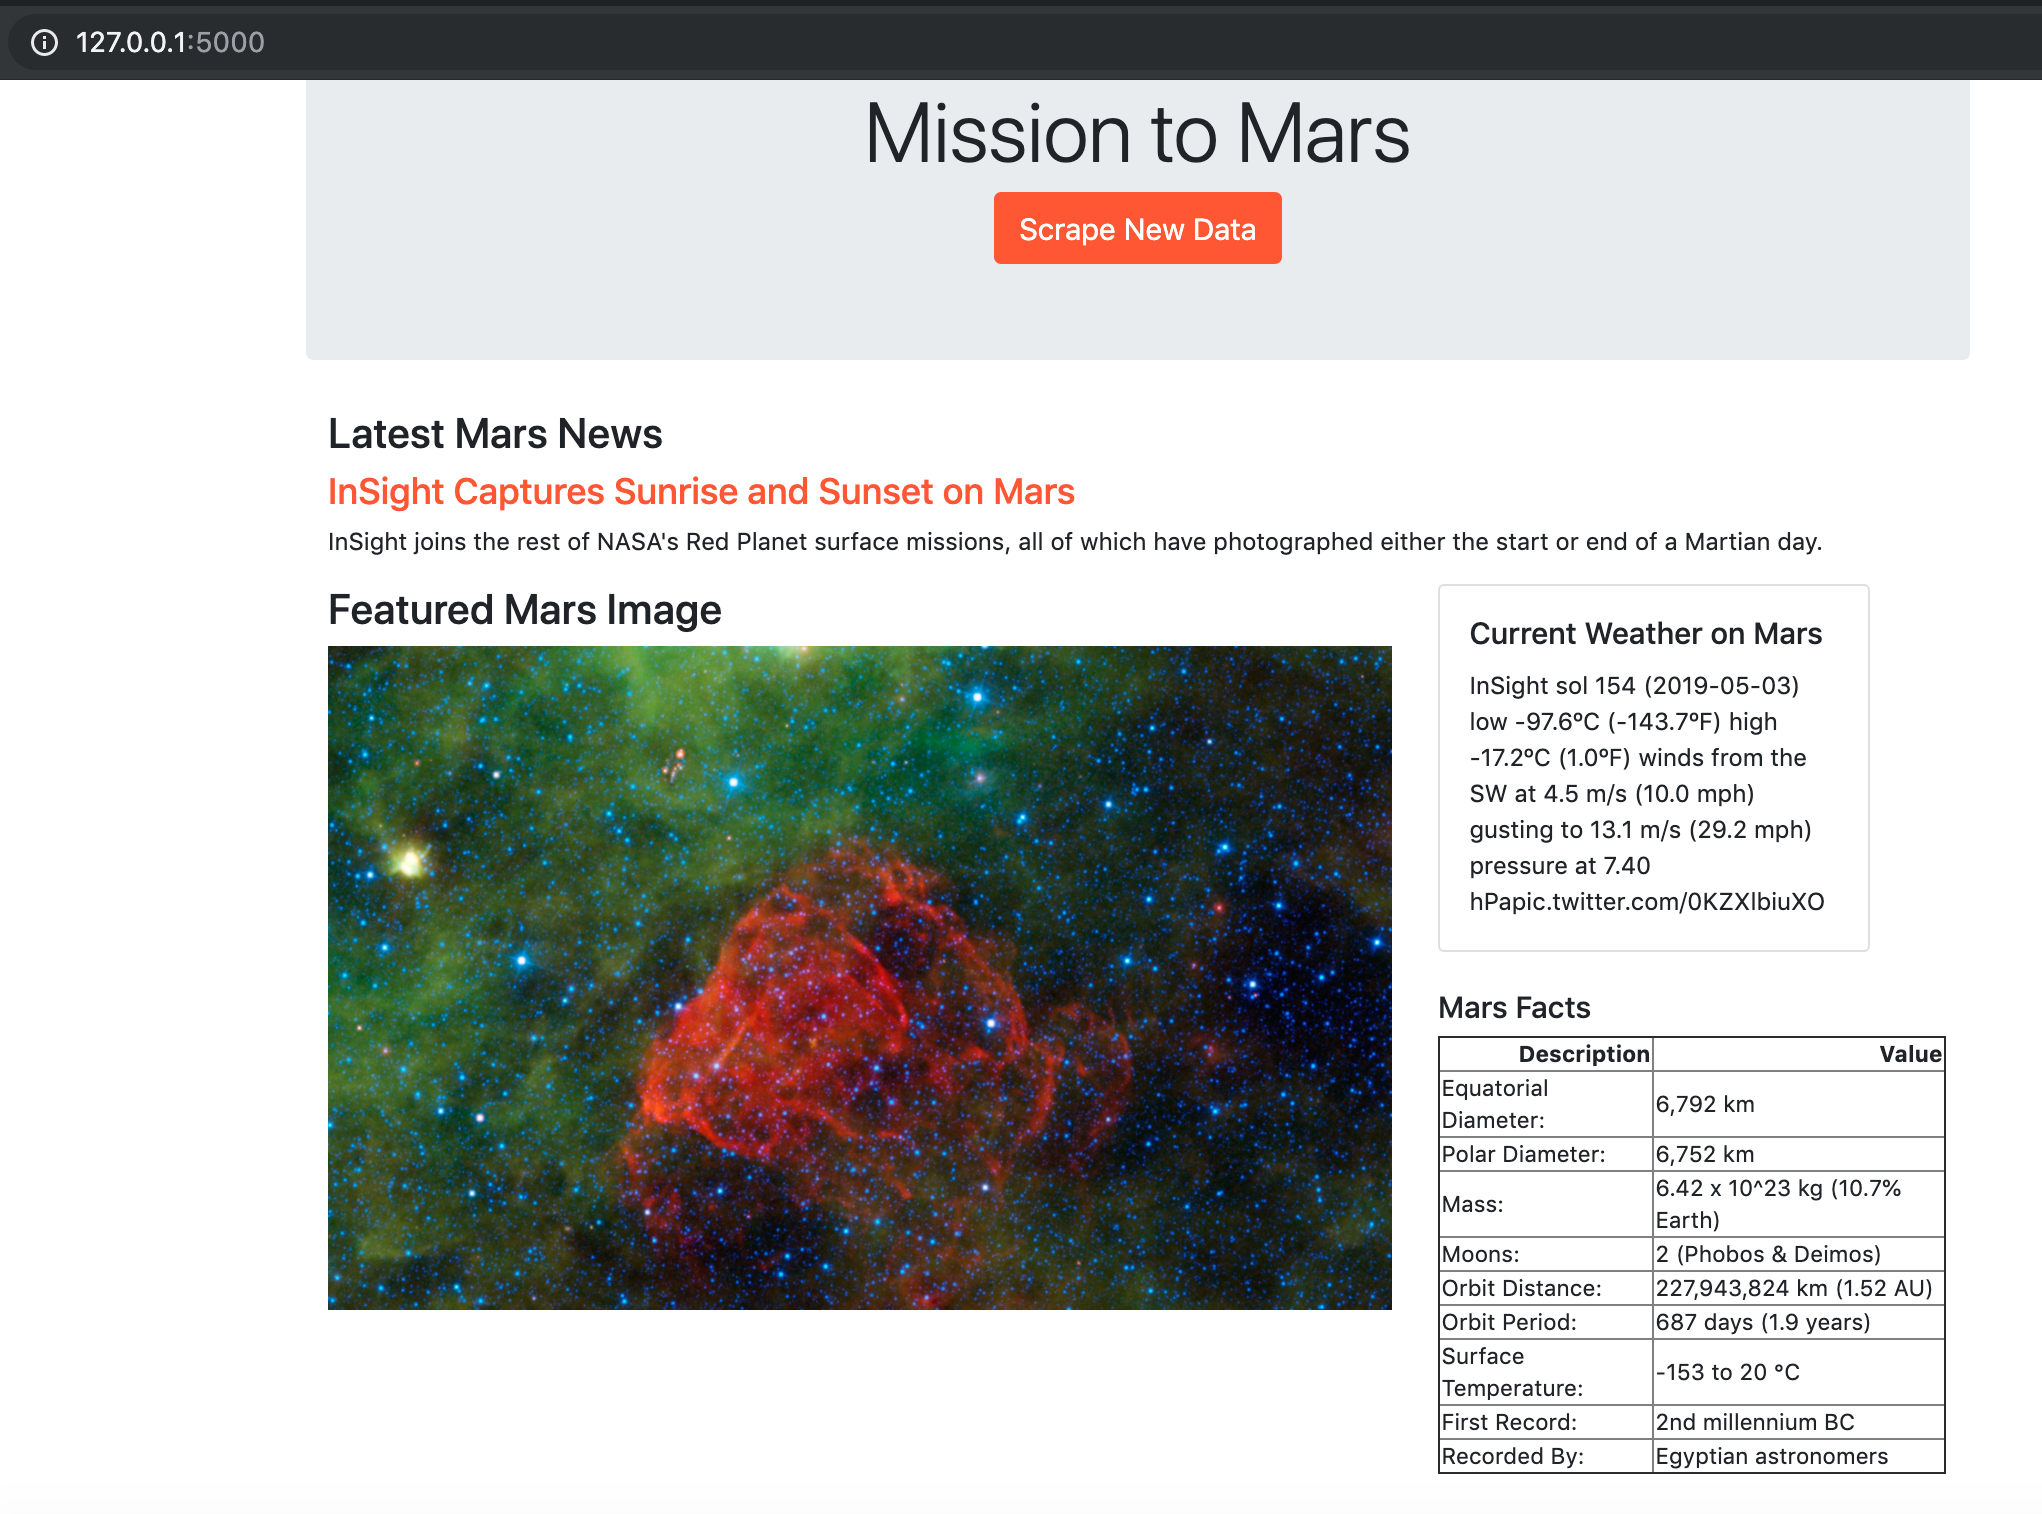 127.0.0.1:5000
Mission to Mars
Scrape New Data
Latest Mars News
InSight Captures Sunrise and Sunset on Mars
InSight joins the rest of NASA's Red Planet surface missions, all of which have photographed either the start or end of a Martian day.
Featured Mars Image
Current Weather on Mars
InSight sol 154 (2019-05-03)
low -97.6ºC (-143.7ºF) high
-17.2ºC (1.0ºF) winds from the
SW at 4.5 m/s (10.0 mph)
gusting to 13.1 m/s (29.2 mph)
pressure at 7.40
hPapic.twitter.com/0KZXlbiuXO
Mars Facts
Description Value
Equatorial
Diameter: 6,792 km
Polar Diameter: 6,752 km
Mass: 6.42 x 10^23 kg (10.7%
Earth)
Moons: 2 (Phobos & Deimos)
Orbit Distance: 227,943,824 km (1.52 AU)
Orbit Period: 687 days (1.9 years)
Surface
Temperature: -153 to 20 °C
First Record: 2nd millennium BC
Recorded By: Egyptian astronomers